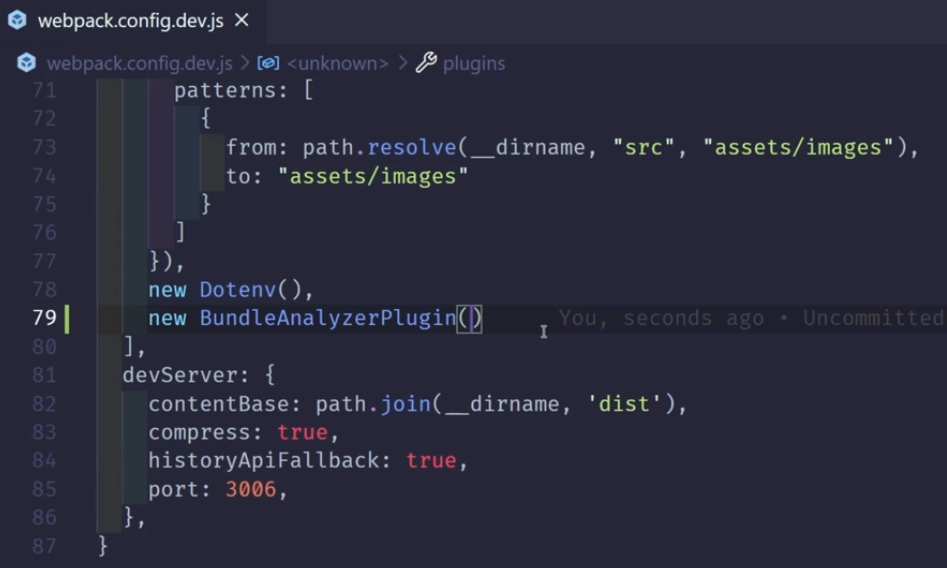 webpack.config.dev.js ×
webpack.config.dev.js > <unknown> > plugins
71 patterns: [
72 {
73 from: path.resolve(__dirname, "src", "assets/images"),
74 to: "assets/images"
75 }
76 ]
77 }),
78 new Dotenv(),
79 new BundleAnalyzerPlugin() You, seconds ago • Uncommitted
80 ],
81 devServer: {
82 contentBase: path.join(__dirname, 'dist'),
83 compress: true,
84 historyApiFallback: true,
85 port: 3006,
86 },
87 }